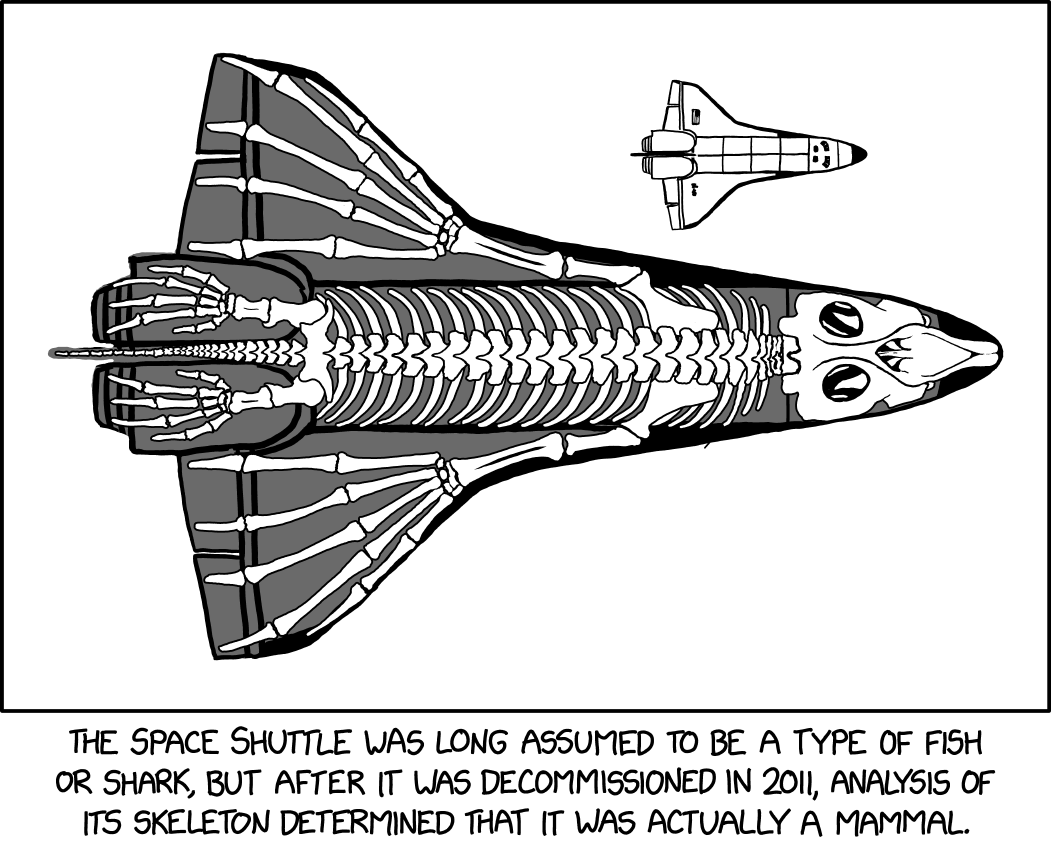 THE SPACE SHUTTLE WAS LONG ASSUMED TO BE A TYPE OF FISH
OR SHARK, BUT AFTER IT WAS DECOMMISSIONED IN 2011, ANALYSIS OF
ITS SKELETON DETERMINED THAT IT WAS ACTUALLY A MAMMAL.